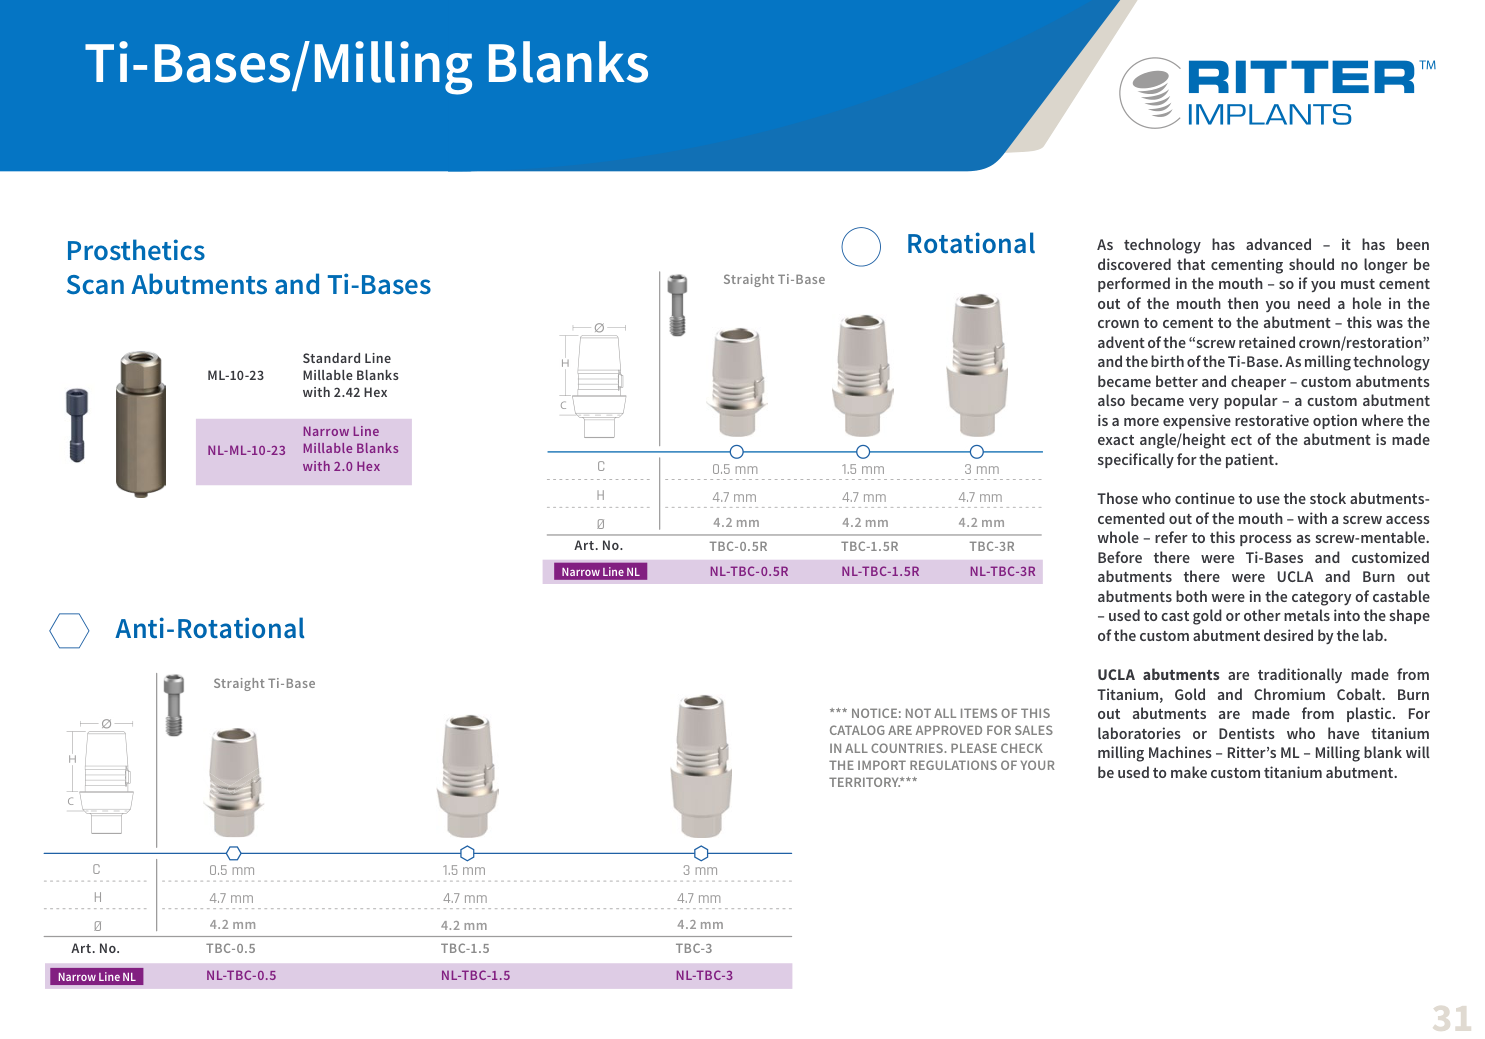 Ti-Bases/Milling Blanks
RITTER™
IMPLANTS
Prosthetics
Scan Abutments and Ti-Bases
ML-10-23
Standard Line
Millable Blanks
with 2.42 Hex
NL-ML-10-23
Narrow Line
Millable Blanks
with 2.0 Hex
Rotational
Straight Ti-Base
Ø
H
C
C 0.5 mm 1.5 mm 3 mm
H 4.7 mm 4.7 mm 4.7 mm
Ø 4.2 mm 4.2 mm 4.2 mm
Art. No. TBC-0.5R TBC-1.5R TBC-3R
Narrow Line NL NL-TBC-0.5R NL-TBC-1.5R NL-TBC-3R
Anti-Rotational
Straight Ti-Base
Ø
H
C
C 0.5 mm 1.5 mm 3 mm
H 4.7 mm 4.7 mm 4.7 mm
Ø 4.2 mm 4.2 mm 4.2 mm
Art. No. TBC-0.5 TBC-1.5 TBC-3
Narrow Line NL NL-TBC-0.5 NL-TBC-1.5 NL-TBC-3
*** NOTICE: NOT ALL ITEMS OF THIS
CATALOG ARE APPROVED FOR SALES
IN ALL COUNTRIES. PLEASE CHECK
THE IMPORT REGULATIONS OF YOUR
TERRITORY.***
As technology has advanced – it has been
discovered that cementing should no longer be
performed in the mouth – so if you must cement
out of the mouth then you need a hole in the
crown to cement to the abutment – this was the
advent of the “screw retained crown/restoration”
and the birth of the Ti-Base. As milling technology
became better and cheaper – custom abutments
also became very popular – a custom abutment
is a more expensive restorative option where the
exact angle/height ect of the abutment is made
specifically for the patient.
Those who continue to use the stock abutments-
cemented out of the mouth – with a screw access
whole – refer to this process as screw-mentable.
Before there were Ti-Bases and customized
abutments there were UCLA and Burn out
abutments both were in the category of castable
– used to cast gold or other metals into the shape
of the custom abutment desired by the lab.
UCLA abutments are traditionally made from
Titanium, Gold and Chromium Cobalt. Burn
out abutments are made from plastic. For
laboratories or Dentists who have titanium
milling Machines – Ritter’s ML – Milling blank will
be used to make custom titanium abutment.
31